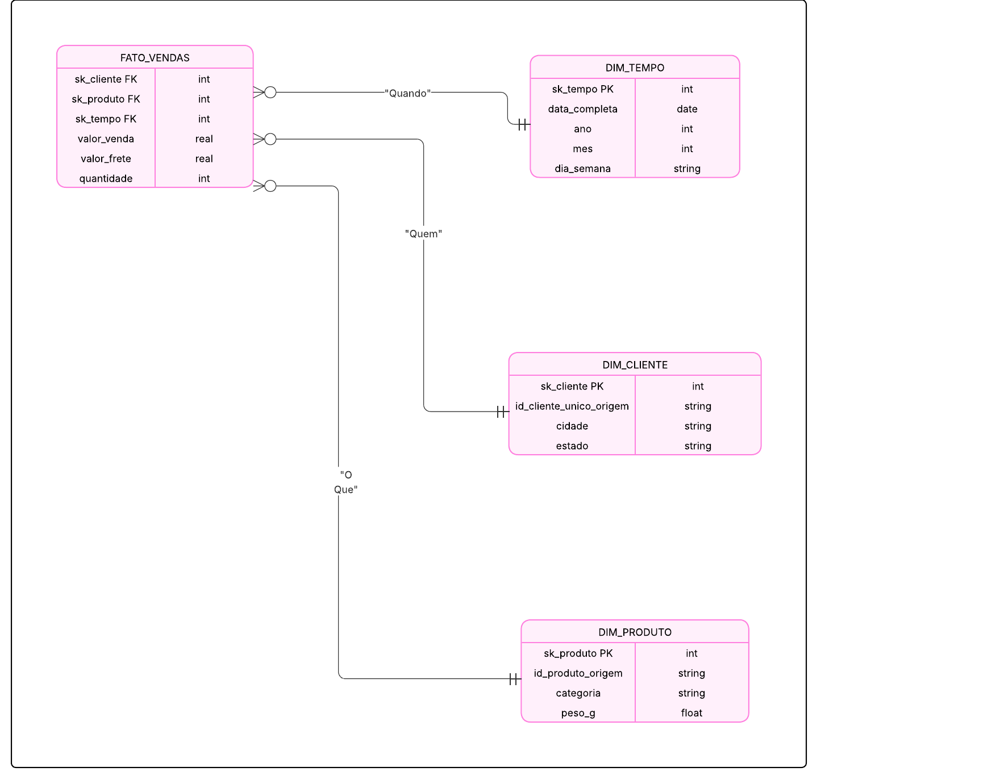 FATO_VENDAS
sk_cliente FK int
sk_produto FK int
sk_tempo FK int
valor_venda real
valor_frete real
quantidade int
"Quando"
DIM_TEMPO
sk_tempo PK int
data_completa date
ano int
mes int
dia_semana string
"Quem"
DIM_CLIENTE
sk_cliente PK int
id_cliente_unico_origem string
cidade string
estado string
"O
Que"
DIM_PRODUTO
sk_produto PK int
id_produto_origem string
categoria string
peso_g float